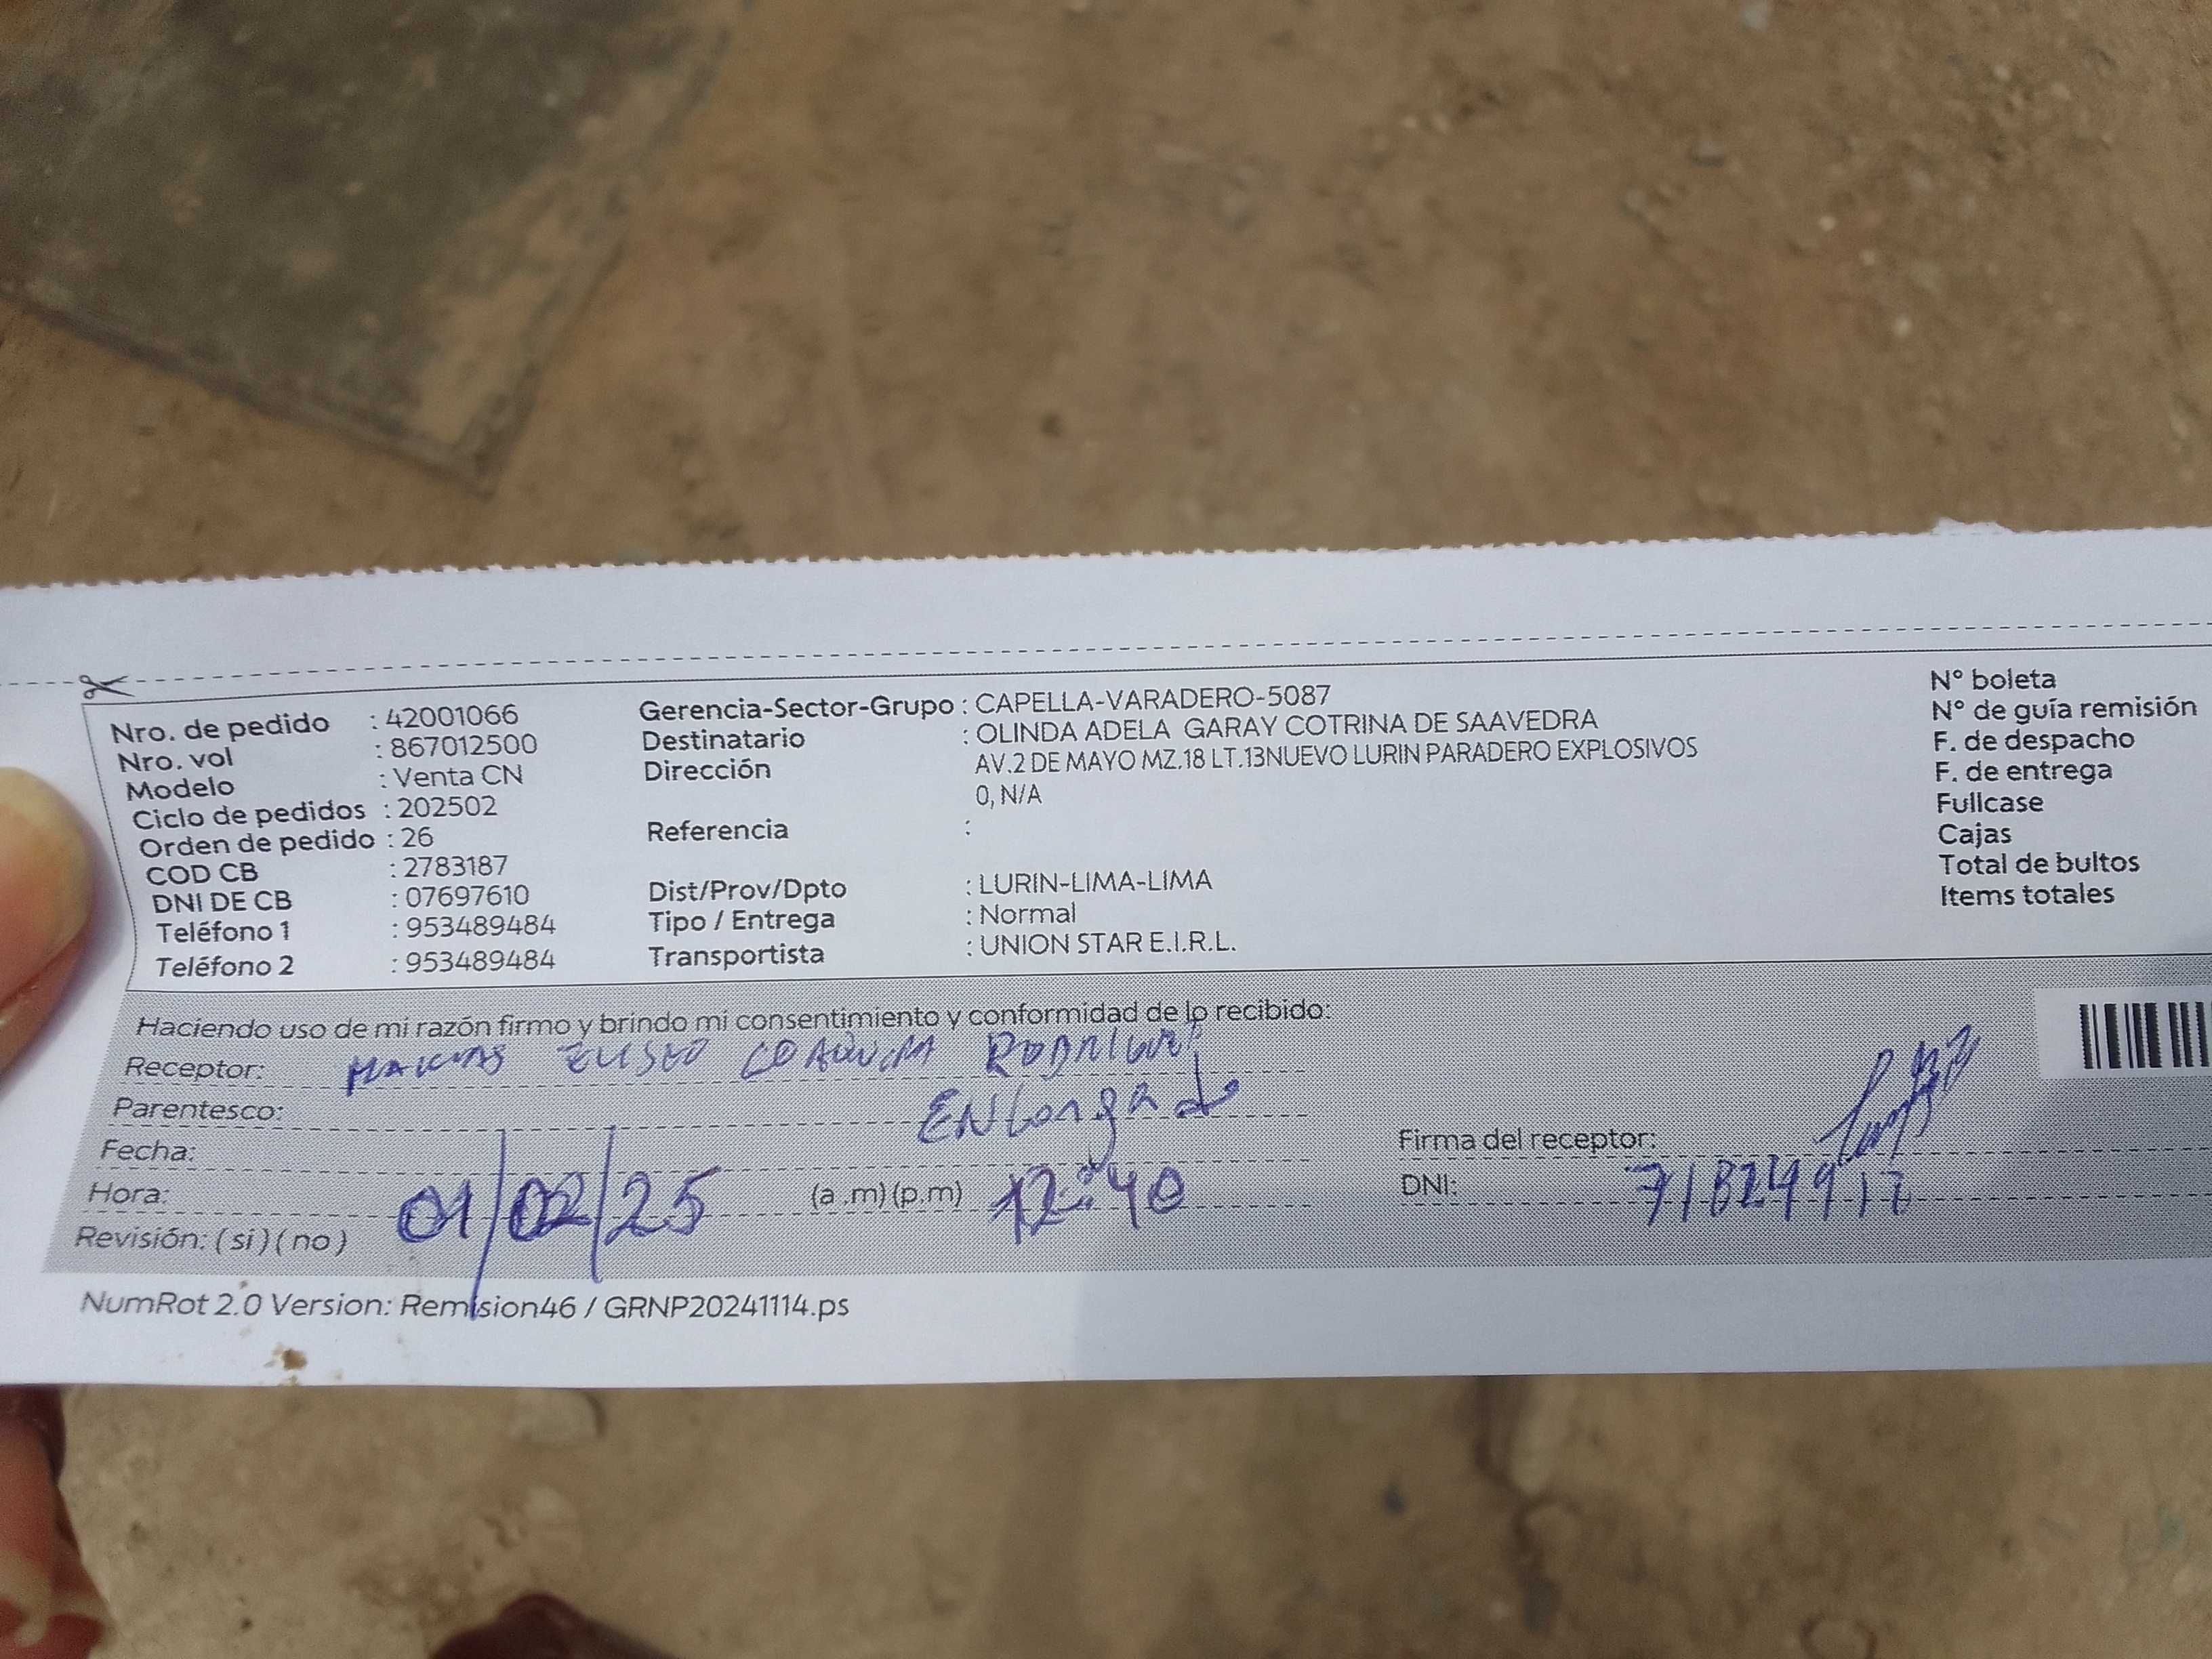 Nro. de pedido : 42001066
Nro. vol : 867012500
Modelo : Venta CN
Ciclo de pedidos : 202502
Orden de pedido : 26
COD CB : 2783187
DNI DE CB : 07697610
Teléfono 1 : 953489484
Teléfono 2 : 953489484
Gerencia-Sector-Grupo : CAPELLA-VARADERO-5087
Destinatario : OLINDA ADELA GARAY COTRINA DE SAAVEDRA
Dirección AV.2 DE MAYO MZ.18 LT.13NUEVO LURIN PARADERO EXPLOSIVOS
0, N/A
Referencia :
Dist/Prov/Dpto : LURIN-LIMA-LIMA
Tipo / Entrega : Normal
Transportista : UNION STAR E.I.R.L.
N° boleta
N° de guía remisión
F. de despacho
F. de entrega
Fullcase
Cajas
Total de bultos
Items totales
Haciendo uso de mi razón firmo y brindo mi consentimiento y conformidad de lo recibido:
Receptor:
Parentesco:
Fecha:
Hora: 01/02/25 (a .m) (p.m) 12:40
Revisión: ( si ) ( no )
Firma del receptor:
DNI:
NumRot 2.0 Version: Remision46 / GRNP20241114.ps